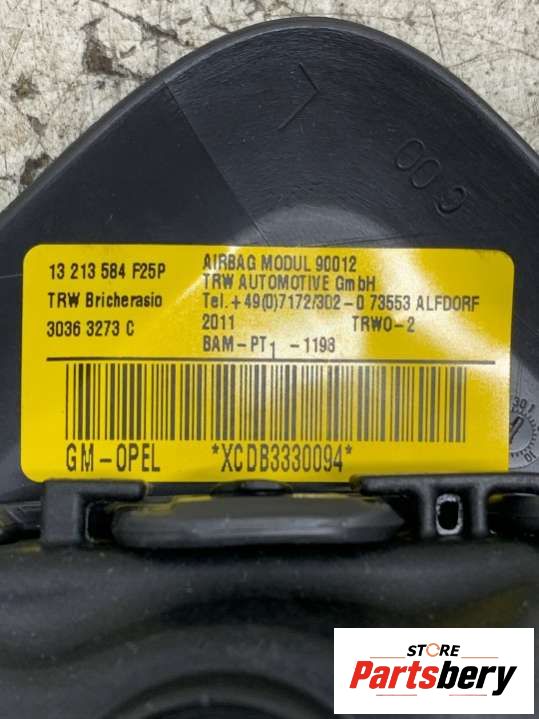 C 00
13 213 584 F25P
TRW Bricherasio
3036 3273 C
AIRBAG MODUL 90012
TRW AUTOMOTIVE GmbH
Tel. + 49(0)7172/302 - 0 73553 ALFDORF
2011 TRWO-2
BAM-PT1 -1193
GM-OPEL *XCDB3330094*
STORE
Partsbery